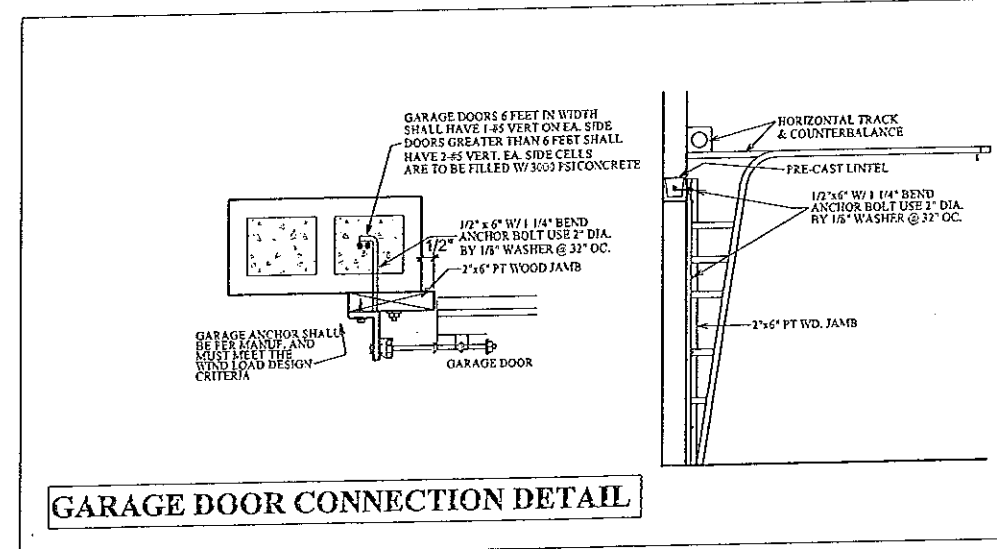 GARAGE DOORS 6 FEET IN WIDTH
SHALL HAVE 1-#5 VERT ON EA. SIDE
DOORS GREATER THAN 6 FEET SHALL
HAVE 2-#5 VERT. EA. SIDE CELLS
ARE TO BE FILLED W/ 3000 PSI CONCRETE
1/2" x 6" W/ 1 1/4" BEND
ANCHOR BOLT USE 2" DIA.
BY 1/8" WASHER @ 32" OC.
1/2"
2"x6" PT WOOD JAMB
GARAGE ANCHOR SHALL
BE PER MANUF. AND
MUST MEET THE
WIND LOAD DESIGN
CRITERIA
GARAGE DOOR
HORIZONTAL TRACK
& COUNTERBALANCE
PRE-CAST LINTEL
1/2"x6" W/ 1 1/4" BEND
ANCHOR BOLT USE 2" DIA.
BY 1/8" WASHER @ 32" OC.
2"x6" PT WD. JAMB
GARAGE DOOR CONNECTION DETAIL